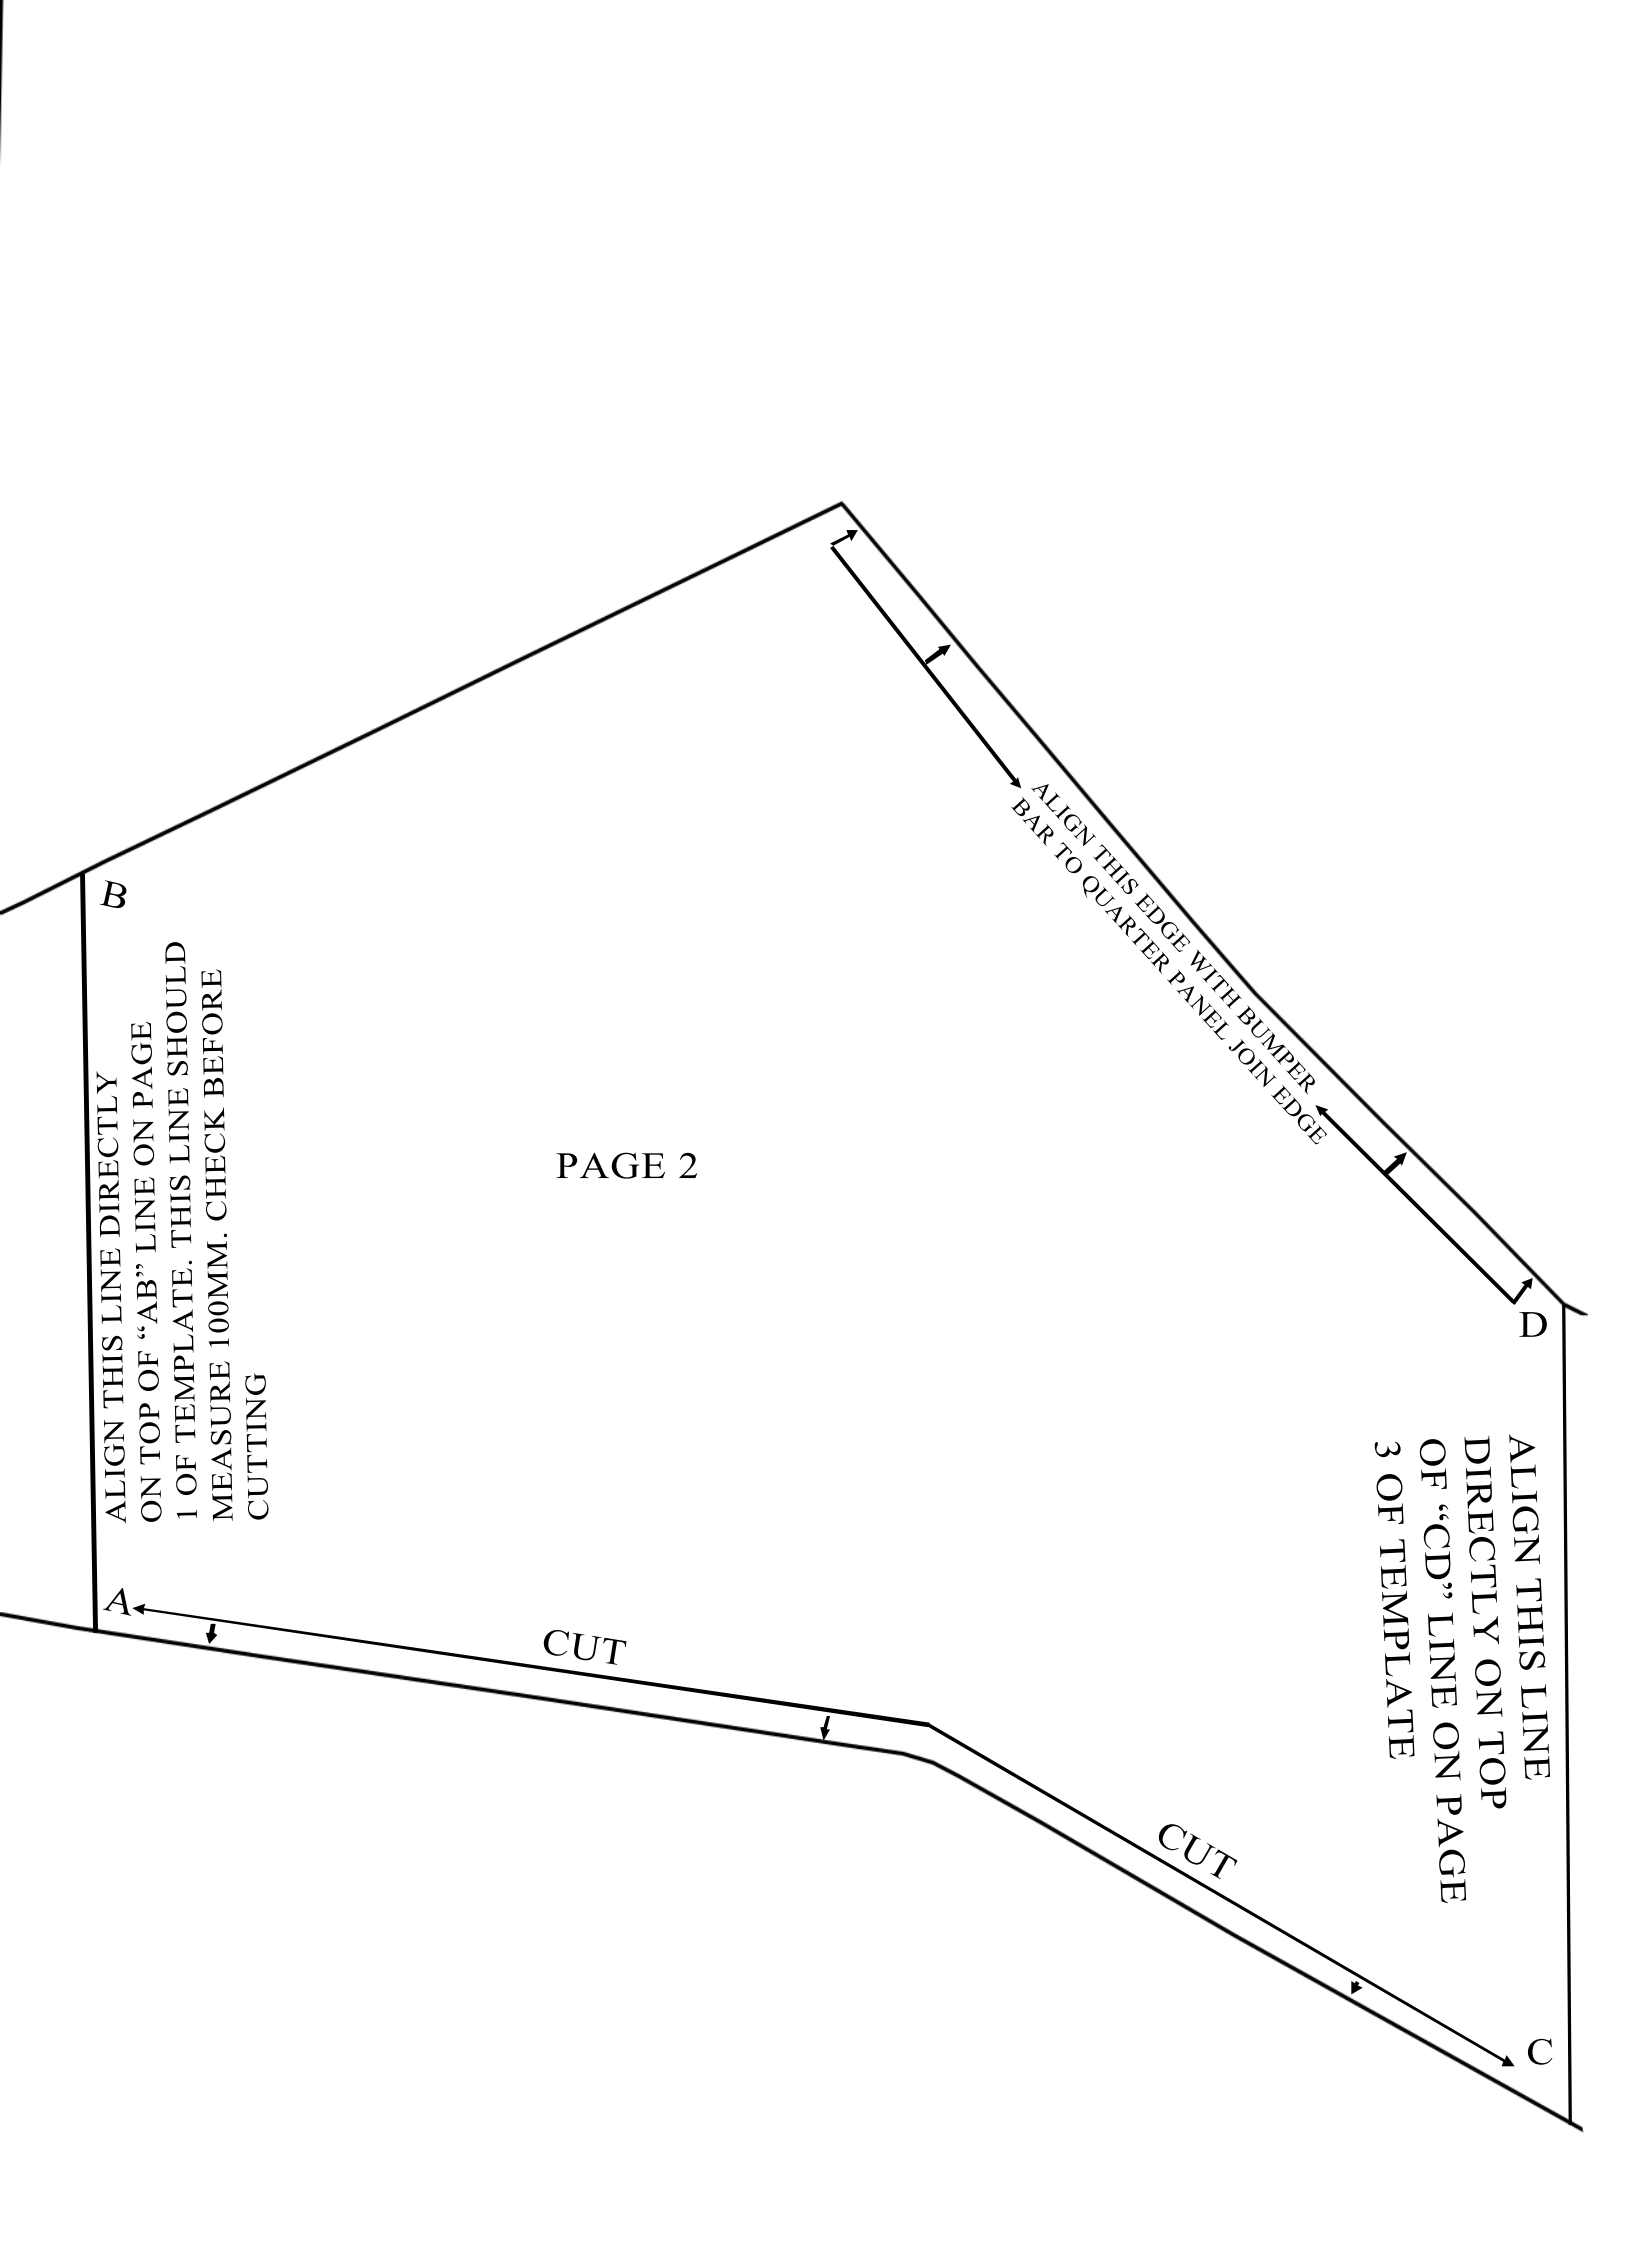 ALIGN THIS EDGE WITH BUMPER
BAR TO QUARTER PANEL JOIN EDGE
B
ALIGN THIS LINE DIRECTLY
ON TOP OF “AB” LINE ON PAGE
1 OF TEMPLATE. THIS LINE SHOULD
MEASURE 100MM. CHECK BEFORE
CUTTING
PAGE 2
D
ALIGN THIS LINE
DIRECTLY ON TOP
OF “CD” LINE ON PAGE
3 OF TEMPLATE
A
CUT
CUT
C